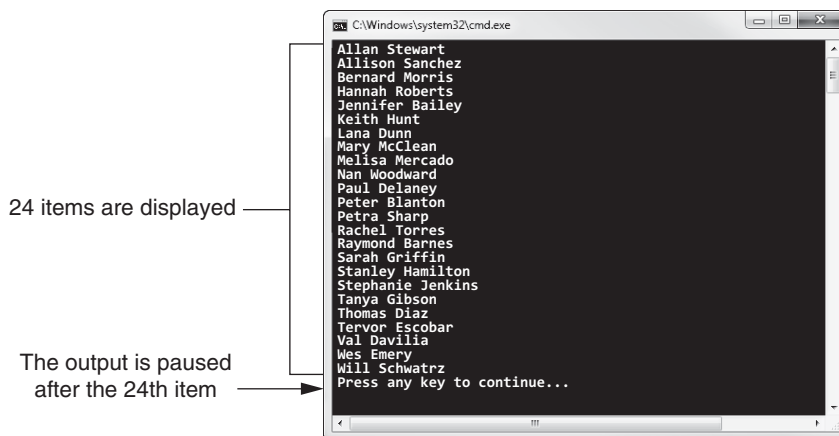 C:\Windows\system32\cmd.exe
Allan Stewart
Allison Sanchez
Bernard Morris
Hannah Roberts
Jennifer Bailey
Keith Hunt
Lana Dunn
Mary McClean
Melisa Mercado
Nan Woodward
Paul Delaney
Peter Blanton
Petra Sharp
Rachel Torres
Raymond Barnes
Sarah Griffin
Stanley Hamilton
Stephanie Jenkins
Tanya Gibson
Thomas Diaz
Tervor Escobar
Val Davilia
Wes Emery
Will Schwatrz
Press any key to continue...
24 items are displayed
The output is paused
after the 24th item